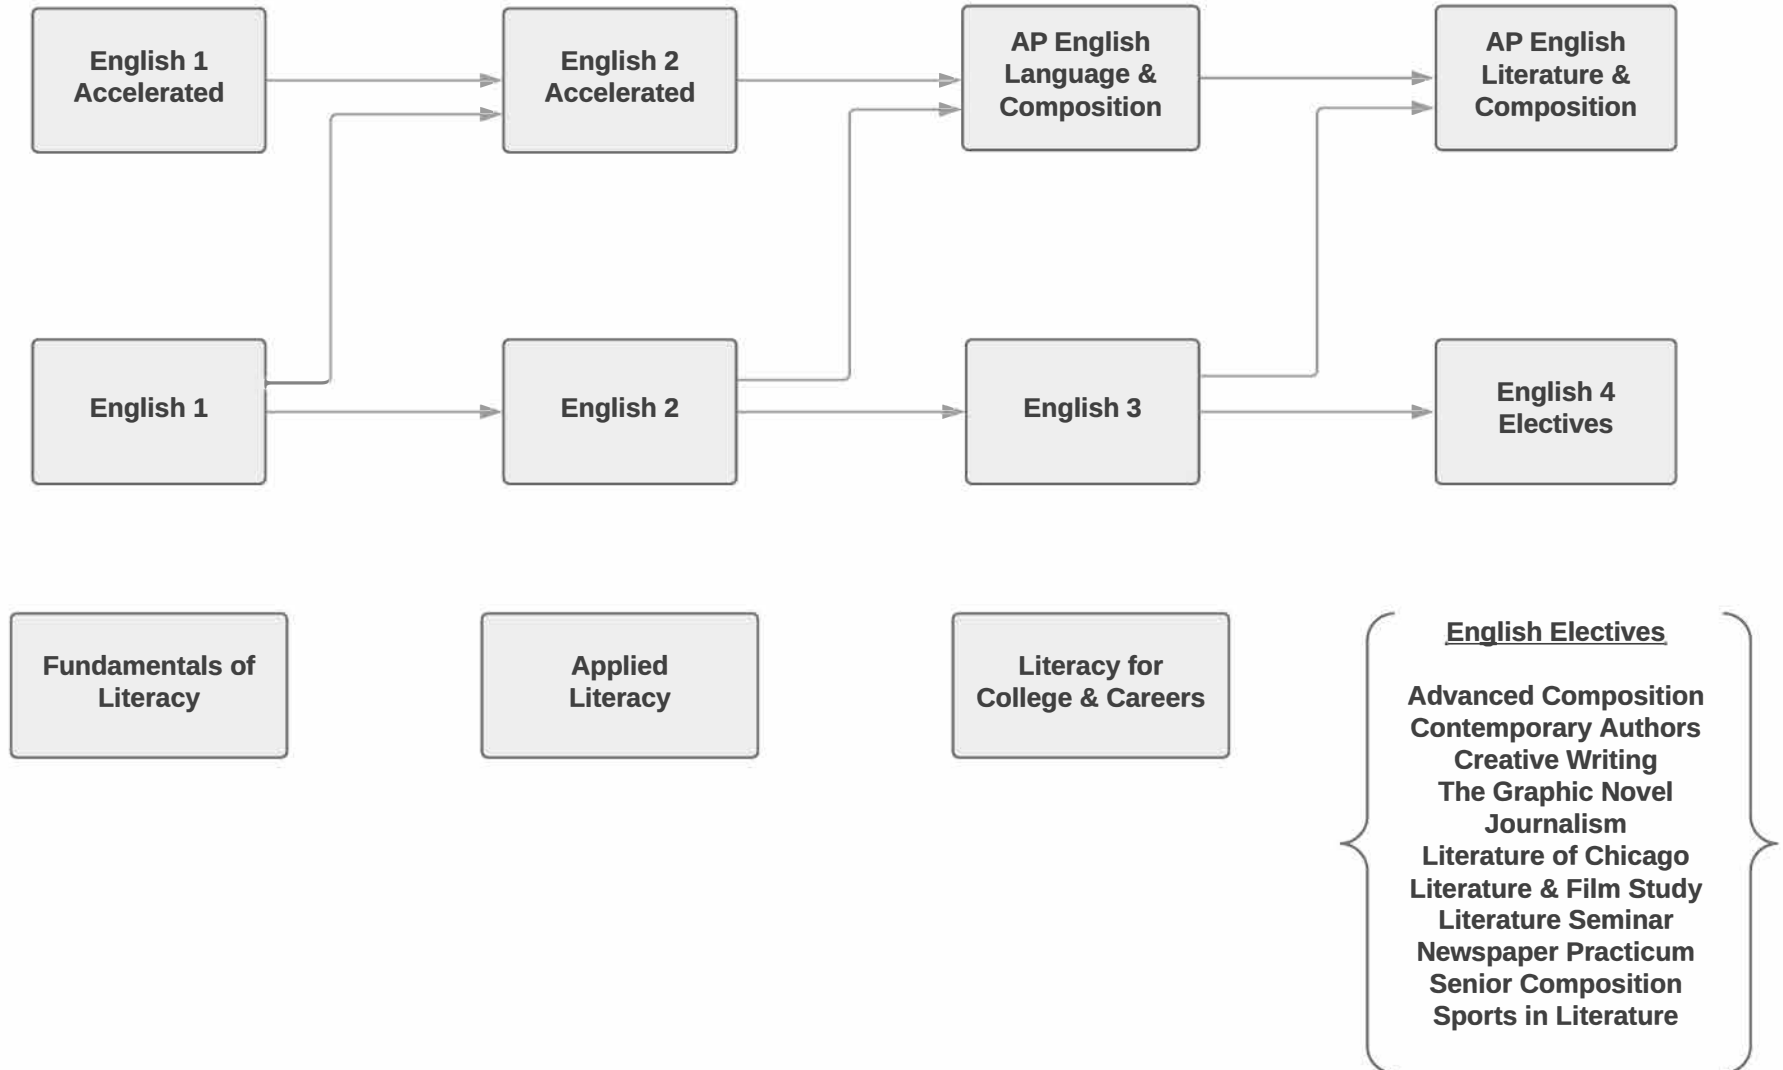 English 1
Accelerated
English 2
Accelerated
AP English
Language &
Composition
AP English
Literature &
Composition
English 1
English 2
English 3
English 4
Electives
Fundamentals of
Literacy
Applied
Literacy
Literacy for
College & Careers
English Electives
Advanced Composition
Contemporary Authors
Creative Writing
The Graphic Novel
Journalism
Literature of Chicago
Literature & Film Study
Literature Seminar
Newspaper Practicum
Senior Composition
Sports in Literature